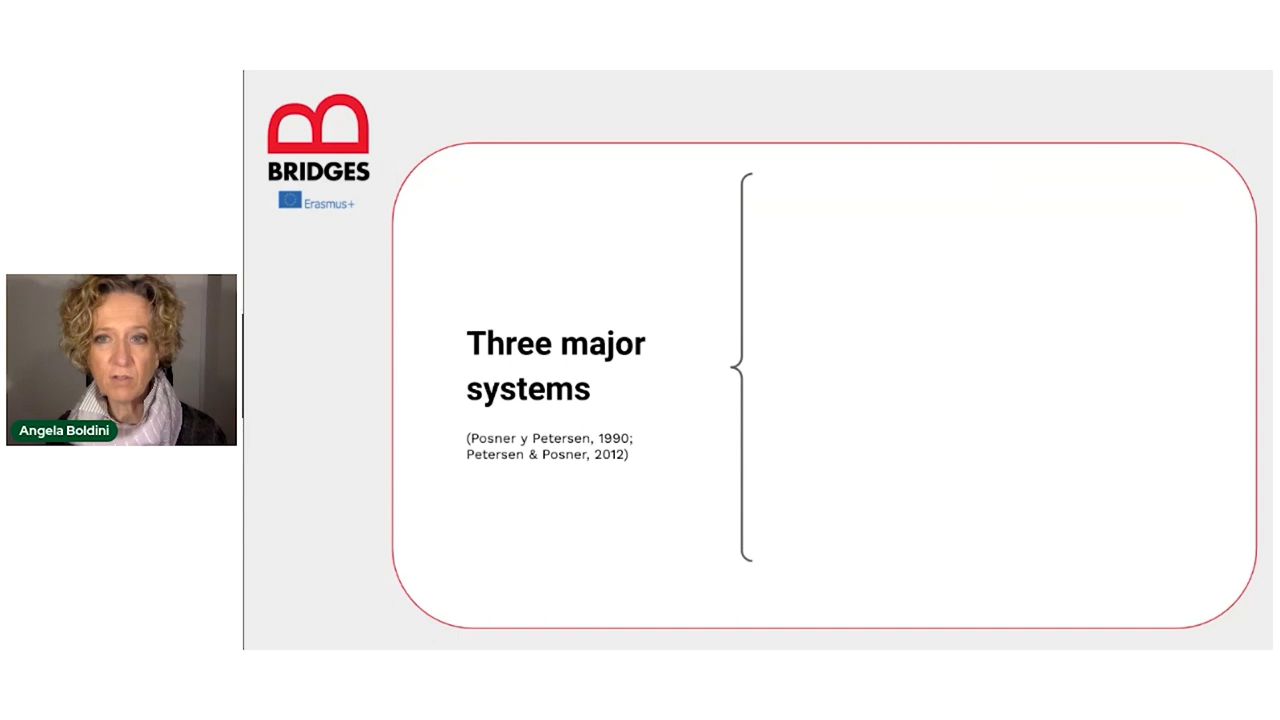 BRIDGES
Erasmus+
Three major
systems
(Posner y Petersen, 1990;
Petersen & Posner, 2012)
Angela Boldini